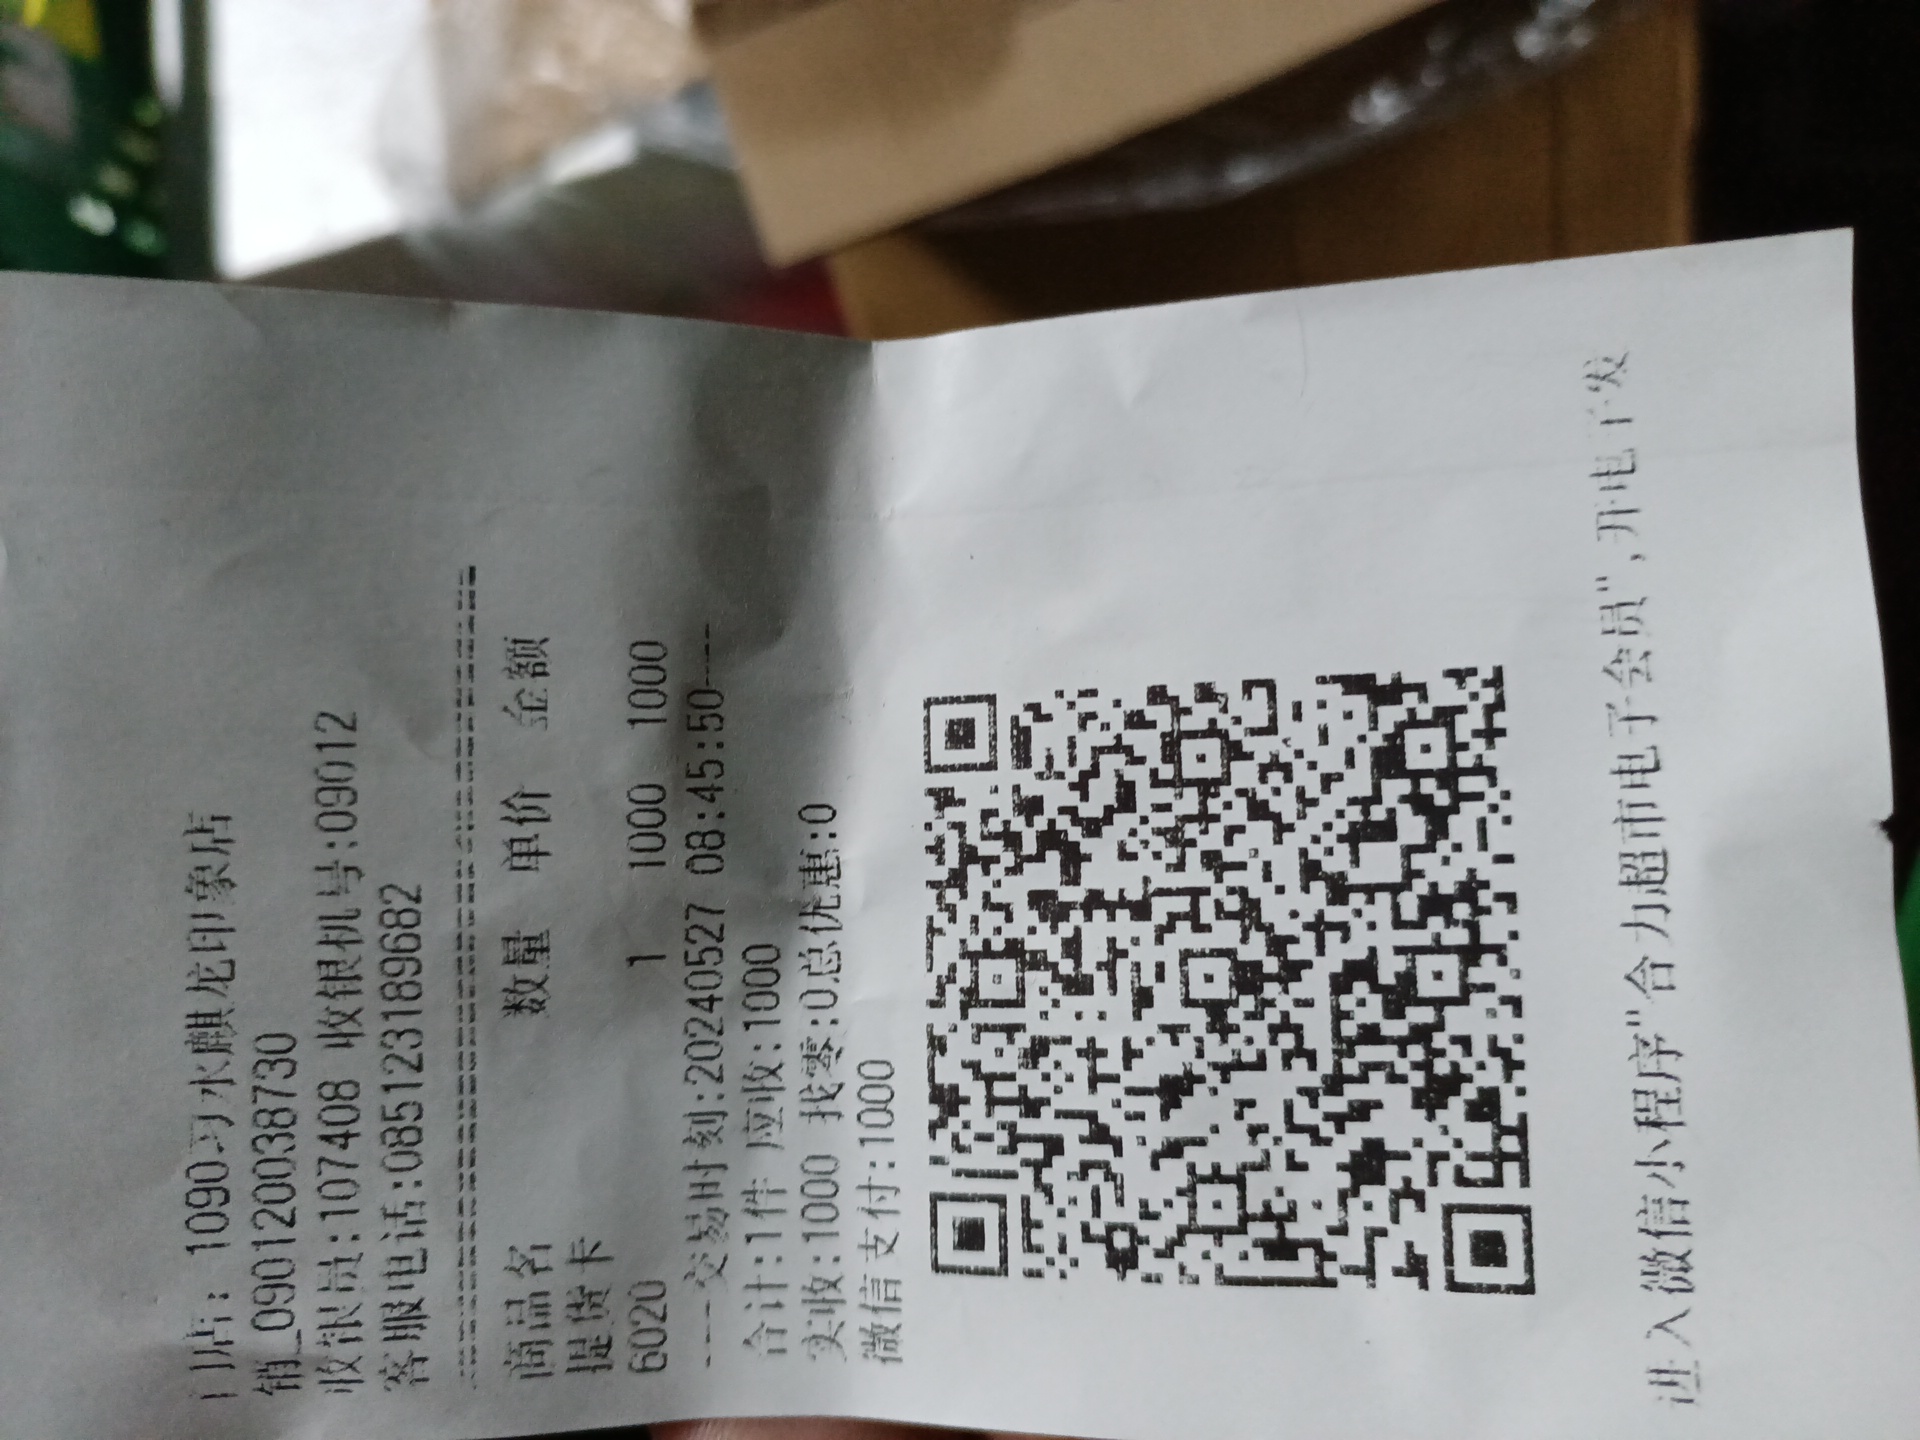 门店: 1090习水麒龙印象店
销_090120038730
收银员:107408 收银机号:09012
客服电话:085123189682
商品名 数量 单价 金额
提货卡
6020 1 1000 1000
----交易时刻:20240527 08:45:50----
合计:1件 应收:1000
实收:1000 找零:0总优惠:0
微信支付:1000
进入微信小程序"合力超市电子会员",开电子发